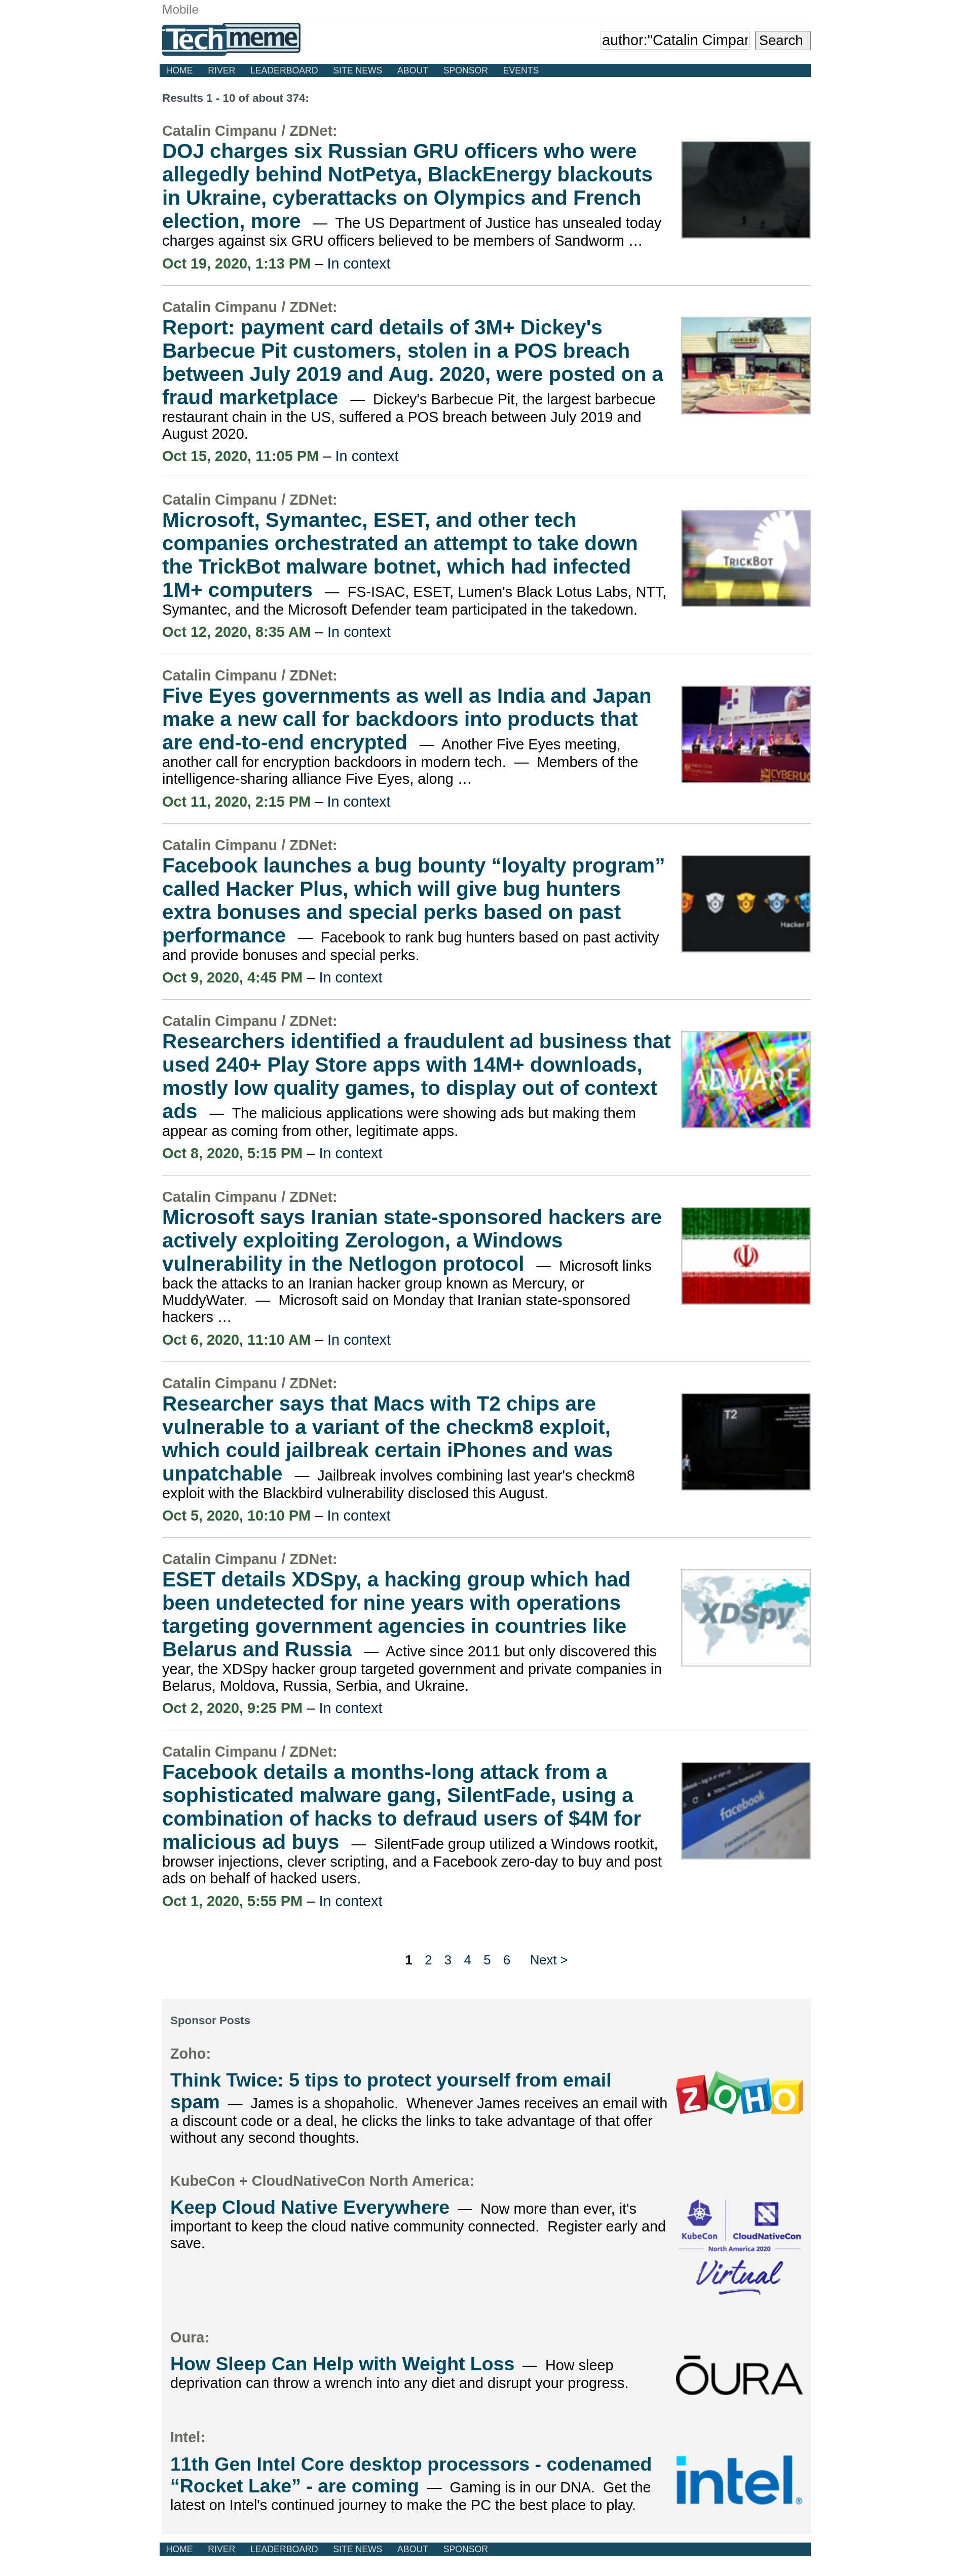 Mobile
Techmeme
author:"Catalin Cimpar
Search
HOME RIVER LEADERBOARD SITE NEWS ABOUT SPONSOR EVENTS
Results 1 - 10 of about 374:
Catalin Cimpanu / ZDNet:
DOJ charges six Russian GRU officers who were
allegedly behind NotPetya, BlackEnergy blackouts
in Ukraine, cyberattacks on Olympics and French
election, more — The US Department of Justice has unsealed today
charges against six GRU officers believed to be members of Sandworm …
Oct 19, 2020, 1:13 PM – In context
Catalin Cimpanu / ZDNet:
Report: payment card details of 3M+ Dickey's
Barbecue Pit customers, stolen in a POS breach
between July 2019 and Aug. 2020, were posted on a
fraud marketplace — Dickey's Barbecue Pit, the largest barbecue
restaurant chain in the US, suffered a POS breach between July 2019 and
August 2020.
Oct 15, 2020, 11:05 PM – In context
Catalin Cimpanu / ZDNet:
Microsoft, Symantec, ESET, and other tech
companies orchestrated an attempt to take down
the TrickBot malware botnet, which had infected
1M+ computers — FS-ISAC, ESET, Lumen's Black Lotus Labs, NTT,
Symantec, and the Microsoft Defender team participated in the takedown.
TRICKBOT
Oct 12, 2020, 8:35 AM – In context
Catalin Cimpanu / ZDNet:
Five Eyes governments as well as India and Japan
make a new call for backdoors into products that
are end-to-end encrypted — Another Five Eyes meeting,
another call for encryption backdoors in modern tech. — Members of the
intelligence-sharing alliance Five Eyes, along …
Oct 11, 2020, 2:15 PM – In context
Catalin Cimpanu / ZDNet:
Facebook launches a bug bounty “loyalty program”
called Hacker Plus, which will give bug hunters
extra bonuses and special perks based on past
performance — Facebook to rank bug hunters based on past activity
and provide bonuses and special perks.
Hacker
Oct 9, 2020, 4:45 PM – In context
Catalin Cimpanu / ZDNet:
Researchers identified a fraudulent ad business that
used 240+ Play Store apps with 14M+ downloads,
mostly low quality games, to display out of context
ads — The malicious applications were showing ads but making them
appear as coming from other, legitimate apps.
ADWARE
Oct 8, 2020, 5:15 PM – In context
Catalin Cimpanu / ZDNet:
Microsoft says Iranian state-sponsored hackers are
actively exploiting Zerologon, a Windows
vulnerability in the Netlogon protocol — Microsoft links
back the attacks to an Iranian hacker group known as Mercury, or
MuddyWater. — Microsoft said on Monday that Iranian state-sponsored
hackers …
Oct 6, 2020, 11:10 AM – In context
Catalin Cimpanu / ZDNet:
Researcher says that Macs with T2 chips are
vulnerable to a variant of the checkm8 exploit,
which could jailbreak certain iPhones and was
unpatchable — Jailbreak involves combining last year's checkm8
exploit with the Blackbird vulnerability disclosed this August.
T2
Oct 5, 2020, 10:10 PM – In context
Catalin Cimpanu / ZDNet:
ESET details XDSpy, a hacking group which had
been undetected for nine years with operations
targeting government agencies in countries like
Belarus and Russia — Active since 2011 but only discovered this
year, the XDSpy hacker group targeted government and private companies in
Belarus, Moldova, Russia, Serbia, and Ukraine.
XDSpy
Oct 2, 2020, 9:25 PM – In context
Catalin Cimpanu / ZDNet:
Facebook details a months-long attack from a
sophisticated malware gang, SilentFade, using a
combination of hacks to defraud users of $4M for
malicious ad buys — SilentFade group utilized a Windows rootkit,
browser injections, clever scripting, and a Facebook zero-day to buy and post
ads on behalf of hacked users.
facebook
Oct 1, 2020, 5:55 PM – In context
1 2 3 4 5 6 Next >
Sponsor Posts
Zoho:
Think Twice: 5 tips to protect yourself from email
spam — James is a shopaholic. Whenever James receives an email with
a discount code or a deal, he clicks the links to take advantage of that offer
without any second thoughts.
ZOHO
KubeCon + CloudNativeCon North America:
Keep Cloud Native Everywhere — Now more than ever, it's
important to keep the cloud native community connected. Register early and
save.
KubeCon CloudNativeCon
North America 2020
Virtual
Oura:
How Sleep Can Help with Weight Loss — How sleep
deprivation can throw a wrench into any diet and disrupt your progress.
ŌURA
Intel:
11th Gen Intel Core desktop processors - codenamed
“Rocket Lake” - are coming — Gaming is in our DNA. Get the
latest on Intel's continued journey to make the PC the best place to play.
intel®
HOME RIVER LEADERBOARD SITE NEWS ABOUT SPONSOR